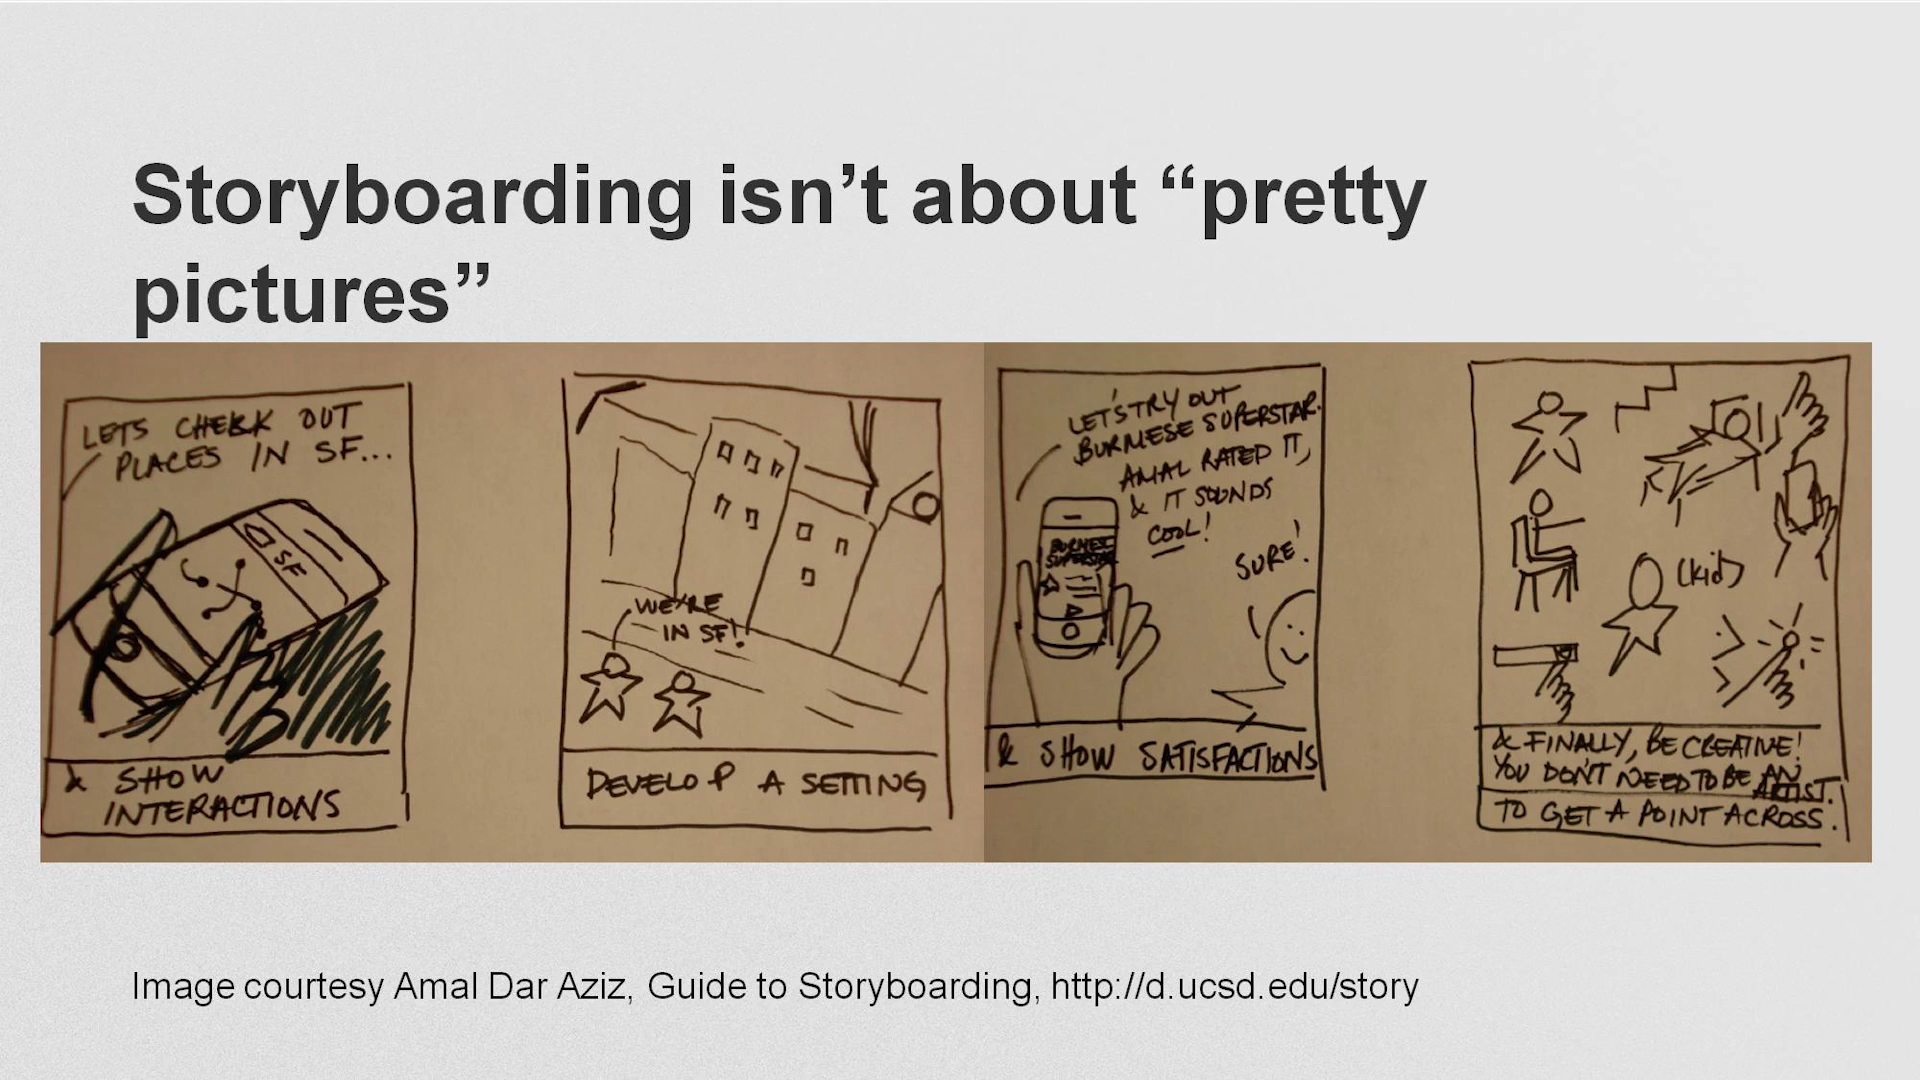 Storyboarding isn’t about “pretty
pictures”
LETS CHECK OUT
PLACES IN SF...
SF
& SHOW
INTERACTIONS
WE'RE
IN SF!
DEVELOP A SETTING
LET'S TRY OUT
BURMESE SUPERSTAR.
AMAL RATED IT,
& IT SOUNDS
COOL!
SURE!
BURMESE
SUPERSTAR
& SHOW SATISFACTIONS
(kid)
& FINALLY, BE CREATIVE!
YOU DON'T NEED TO BE AN
ARTIST.
TO GET A POINT ACROSS.
Image courtesy Amal Dar Aziz, Guide to Storyboarding, http://d.ucsd.edu/story